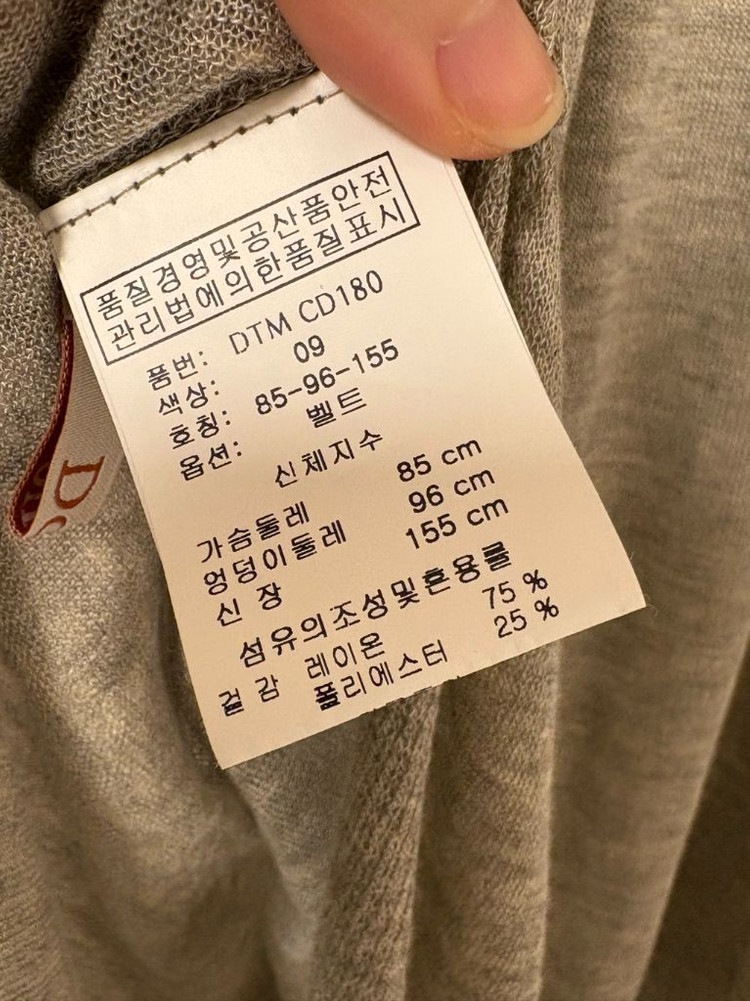 품질경영및공산품안전
관리법에의한품질표시
품번: DTM CD180
색상: 09
호칭: 85-96-155
옵션: 벨트
신체지수
가슴둘레 85 cm
엉덩이둘레 96 cm
신 장 155 cm
섬유의조성및혼용률
겉 감 레이온 75 %
폴리에스터 25 %